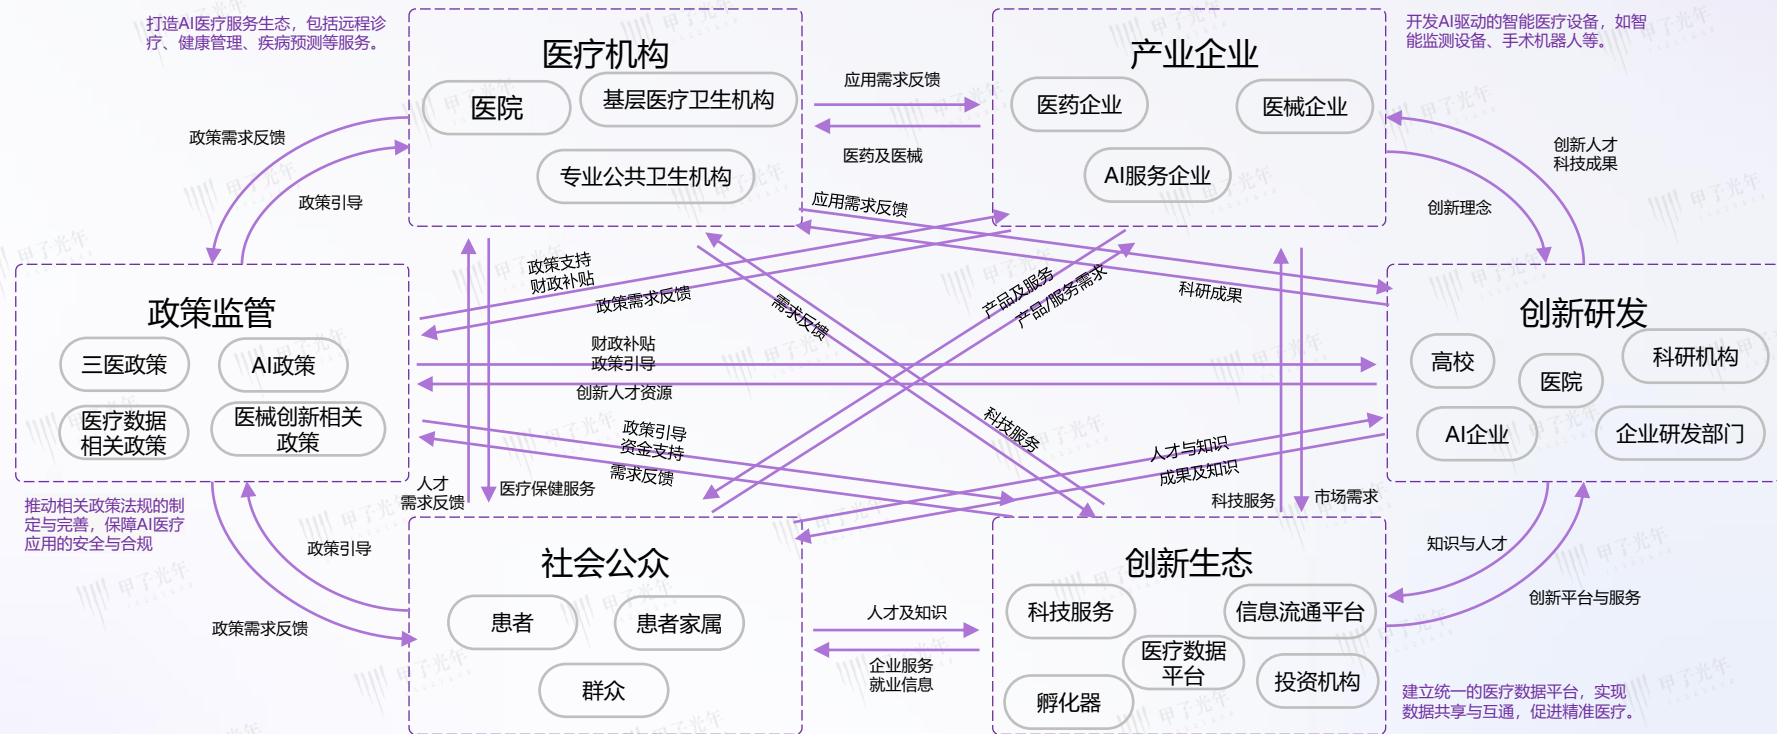 打造AI医疗服务生态，包括远程诊
疗、健康管理、疾病预测等服务。
医疗机构
医院
基层医疗卫生机构
专业公共卫生机构
应用需求反馈
医药及医械
产业企业
医药企业
医械企业
AI服务企业
开发AI驱动的智能医疗设备，如智
能监测设备、手术机器人等。
政策需求反馈
政策引导
创新人才
科技成果
创新理念
应用需求反馈
科研成果
政策支持
财政补贴
政策需求反馈
需求反馈
产品及服务
产品/服务需求
政策监管
三医政策
AI政策
医疗数据
相关政策
医械创新相关
政策
财政补贴
政策引导
创新人才资源
创新研发
高校
医院
科研机构
AI企业
企业研发部门
政策引导
资金支持
需求反馈
科技服务
人才与知识
成果及知识
人才
需求反馈
医疗保健服务
科技服务
市场需求
推动相关政策法规的制
定与完善，保障AI医疗
应用的安全与合规
政策引导
政策需求反馈
社会公众
患者
患者家属
群众
人才及知识
企业服务
就业信息
创新生态
科技服务
信息流通平台
医疗数据
平台
孵化器
投资机构
知识与人才
创新平台与服务
建立统一的医疗数据平台，实现
数据共享与互通，促进精准医疗。
甲子光年